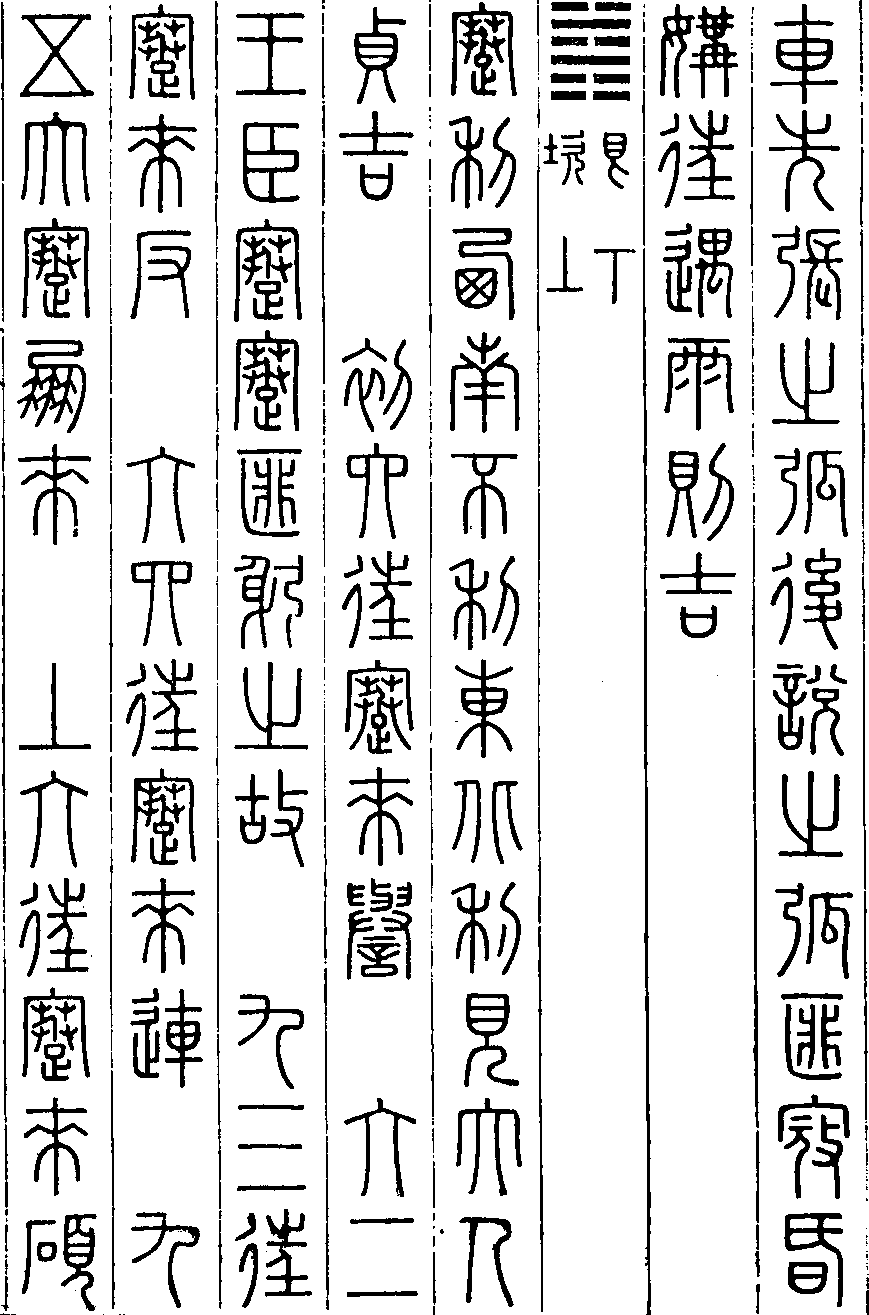 車先張之弧後說之弧匪寇昏
媾往遇雨則吉
䷦ 艮下 坎上
蹇利西南不利東北利見大人
貞吉 初六往蹇來譽 六二
王臣蹇蹇匪躬之故 九三往
蹇來反 六四往蹇來連 九
五大蹇朋來 上六往蹇來碩